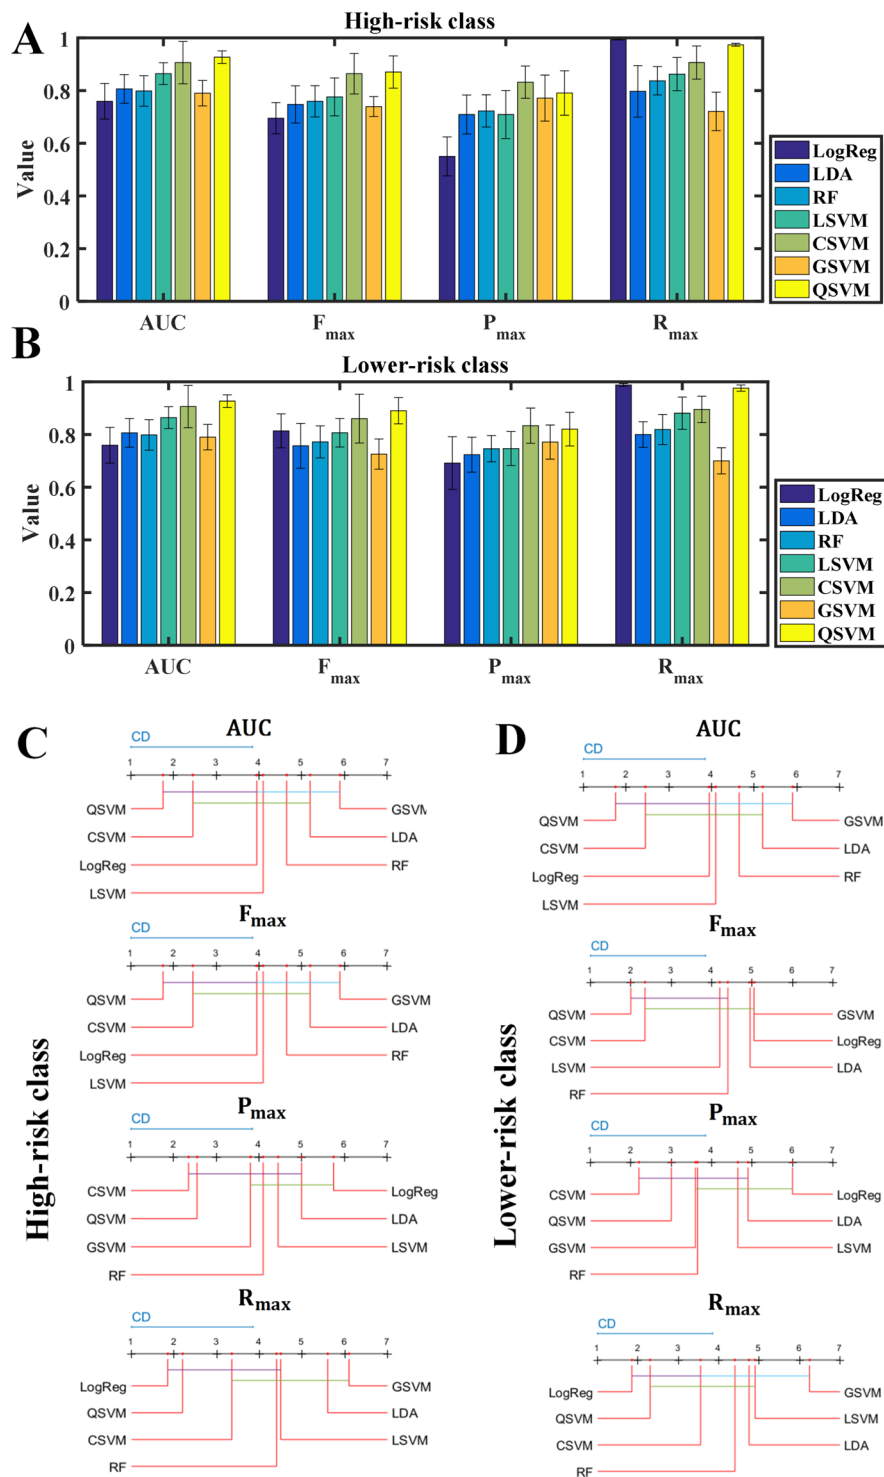 A
High-risk class
Value
1
0.8
0.6
0.4
0.2
0
AUC
Fmax
Pmax
Rmax
LogReg
LDA
RF
LSVM
CSVM
GSVM
QSVM
B
Lower-risk class
Value
1
0.8
0.6
0.4
0.2
0
AUC
Fmax
Pmax
Rmax
LogReg
LDA
RF
LSVM
CSVM
GSVM
QSVM
C
High-risk class
AUC
CD
1 2 3 4 5 6 7
QSVM GSVM
CSVM LDA
LogReg RF
LSVM
Fmax
CD
1 2 3 4 5 6 7
QSVM GSVM
CSVM LDA
LogReg RF
LSVM
Pmax
CD
1 2 3 4 5 6 7
CSVM LogReg
QSVM LDA
GSVM LSVM
RF
Rmax
CD
1 2 3 4 5 6 7
LogReg GSVM
QSVM LDA
CSVM LSVM
RF
D
Lower-risk class
AUC
CD
1 2 3 4 5 6 7
QSVM GSVM
CSVM LDA
LogReg RF
LSVM
Fmax
CD
1 2 3 4 5 6 7
QSVM GSVM
CSVM LogReg
LSVM LDA
RF
Pmax
CD
1 2 3 4 5 6 7
CSVM LogReg
QSVM LDA
GSVM LSVM
RF
Rmax
CD
1 2 3 4 5 6 7
LogReg GSVM
QSVM LSVM
CSVM LDA
RF